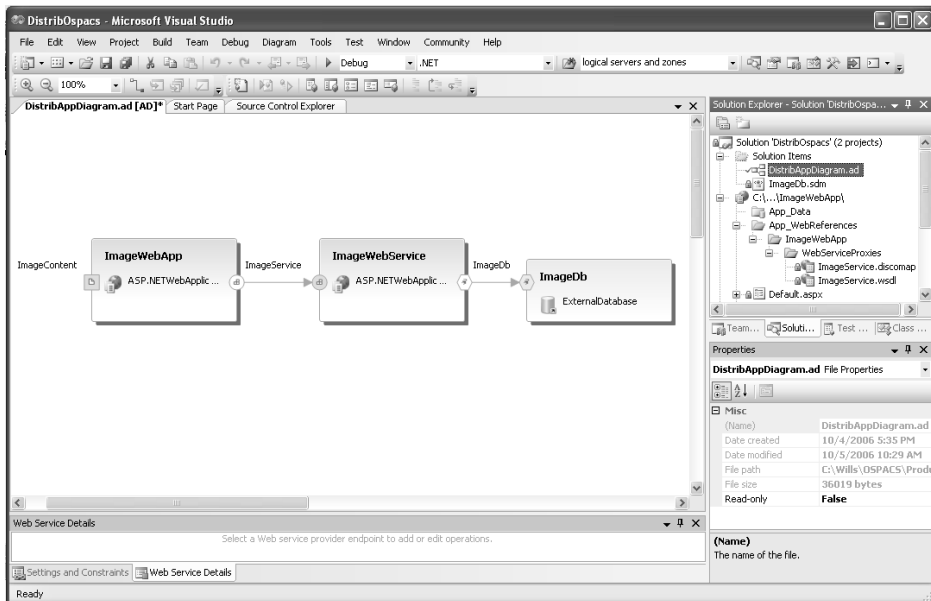 DistribOspacs - Microsoft Visual Studio
File Edit View Project Build Team Debug Diagram Tools Test Window Community Help
Debug .NET logical servers and zones
100%
DistribAppDiagram.ad [AD]* Start Page Source Control Explorer
ImageContent
ImageWebApp
ASP.NETWebApplic ...
ImageService
ImageWebService
ASP.NETWebApplic ...
ImageDb
ImageDb
ExternalDatabase
Web Service Details
Select a Web service provider endpoint to add or edit operations.
Settings and Constraints Web Service Details
Solution Explorer - Solution 'DistribOspa...
Solution 'DistribOspacs' (2 projects)
Solution Items
DistribAppDiagram.ad
ImageDb.sdm
C:\...\ImageWebApp\
App_Data
App_WebReferences
ImageWebApp
WebServiceProxies
ImageService.discomap
ImageService.wsdl
Default.aspx
Team... Soluti... Test ... Class ...
Properties
DistribAppDiagram.ad File Properties
Misc
(Name) DistribAppDiagram.ad
Date created 10/4/2006 5:35 PM
Date modified 10/5/2006 10:29 AM
File path C:\Wills\OSPACS\Produ
File size 36019 bytes
Read-only False
(Name)
The name of the file.
Ready